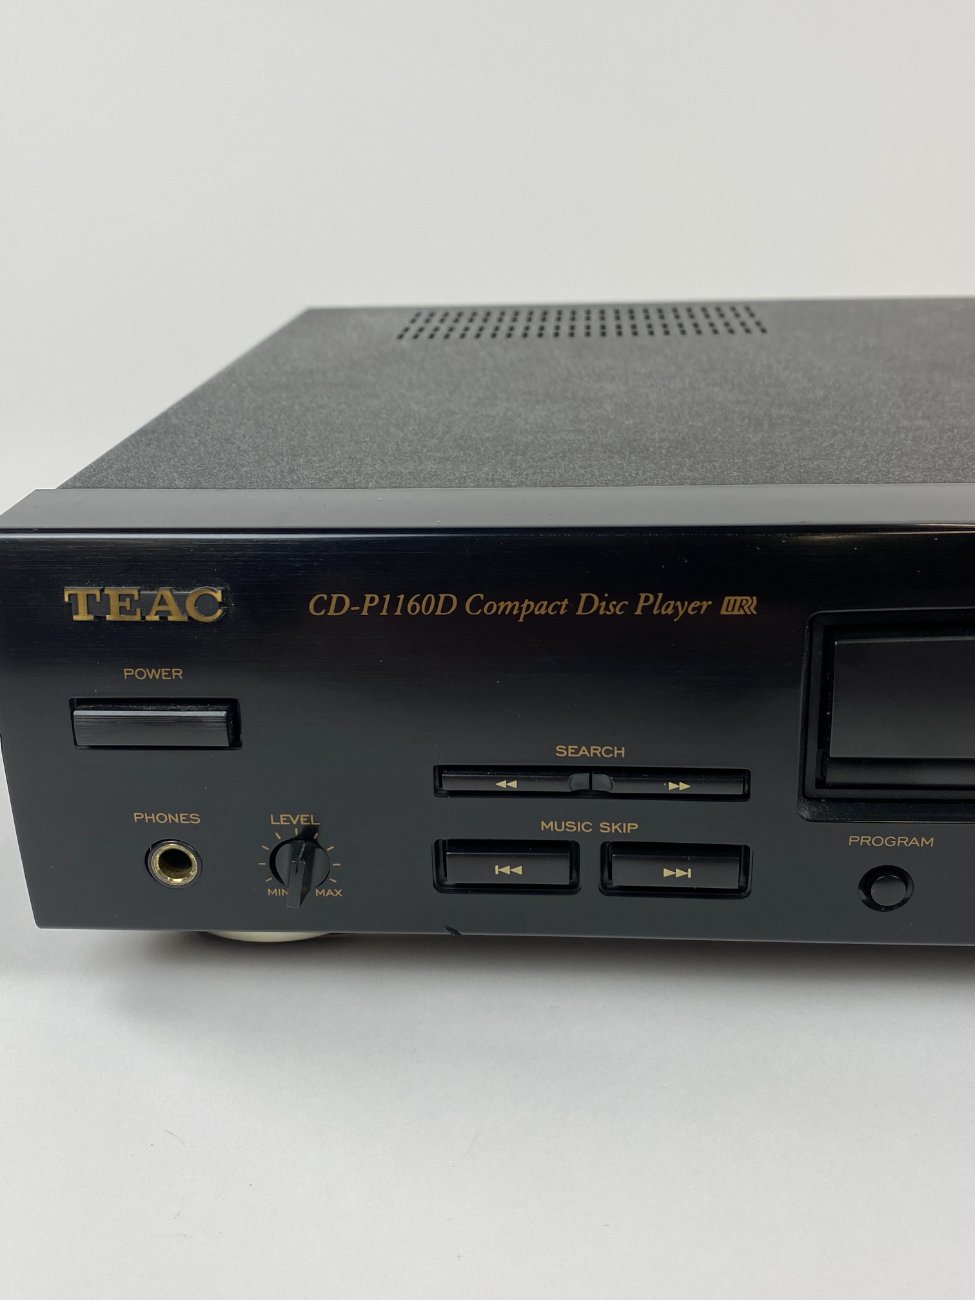 TEAC
CD-P1160D Compact Disc Player
POWER
SEARCH
PHONES
LEVEL
MUSIC SKIP
PROGRAM
MIN
MAX